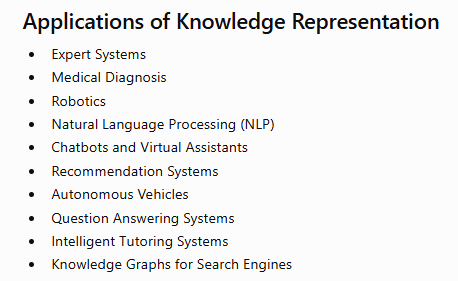 Applications of Knowledge Representation
• Expert Systems
• Medical Diagnosis
• Robotics
• Natural Language Processing (NLP)
• Chatbots and Virtual Assistants
• Recommendation Systems
• Autonomous Vehicles
• Question Answering Systems
• Intelligent Tutoring Systems
• Knowledge Graphs for Search Engines